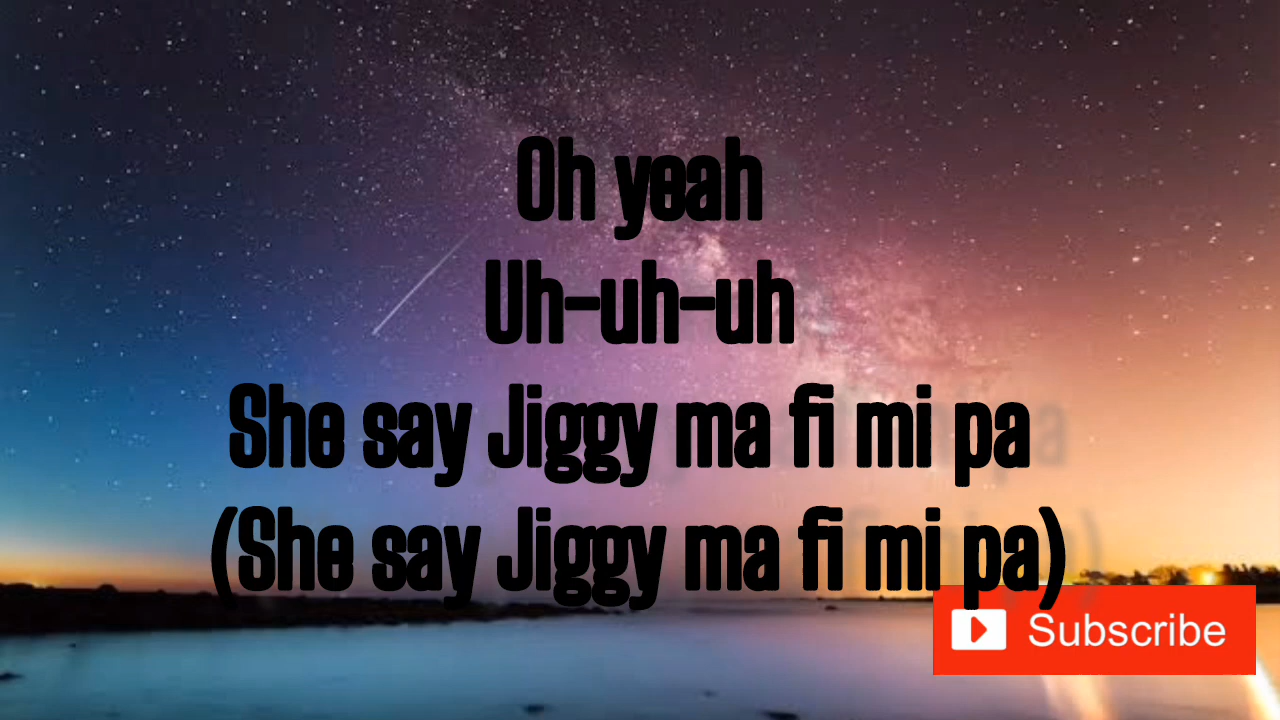 Oh yeah
Uh-uh-uh
She say Jiggy ma fi mi pa
(She say Jiggy ma fi mi pa)
Subscribe